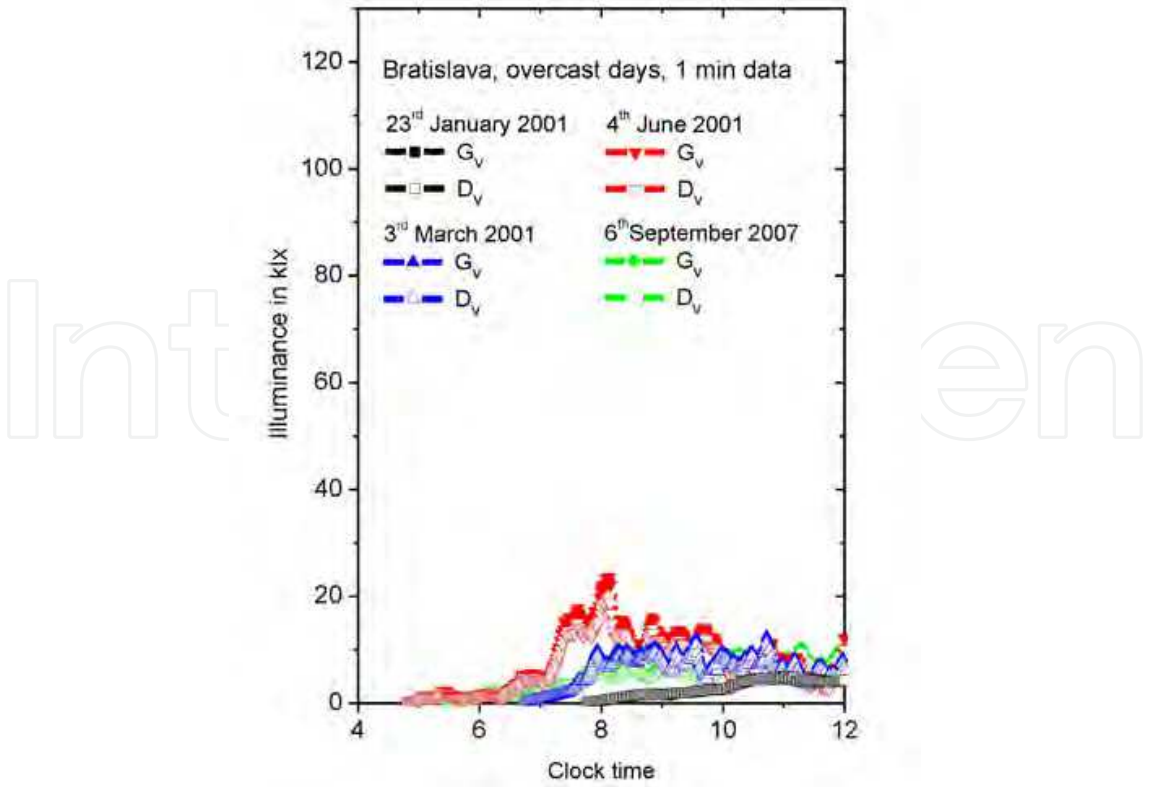 Bratislava, overcast days, 1 min data
23rd January 2001
Gv
Dv
3rd March 2001
Gv
Dv
4th June 2001
Gv
Dv
6thSeptember 2007
Gv
Dv
Illuminance in klx
120
100
80
60
40
20
0
4
6
8
10
12
Clock time
Int
en